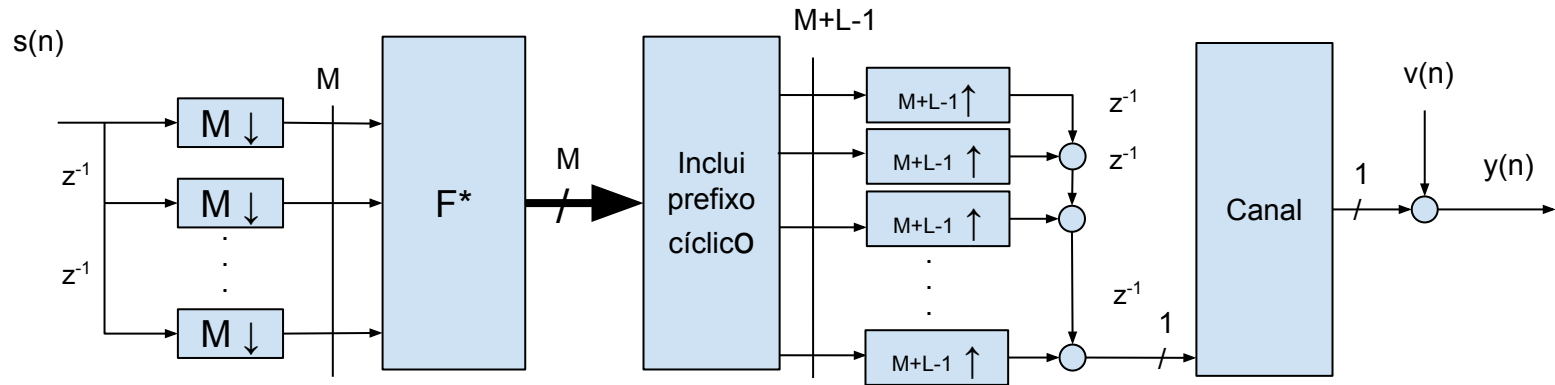 s(n)
z⁻¹
z⁻¹
M ↓
M ↓
.
.
.
.
M ↓
M
F*
M
Inclui
prefixo
cíclico
M+L-1
M+L-1 ↑
M+L-1 ↑
M+L-1 ↑
.
.
.
.
M+L-1 ↑
z⁻¹
z⁻¹
z⁻¹
1
Canal
1
v(n)
y(n)